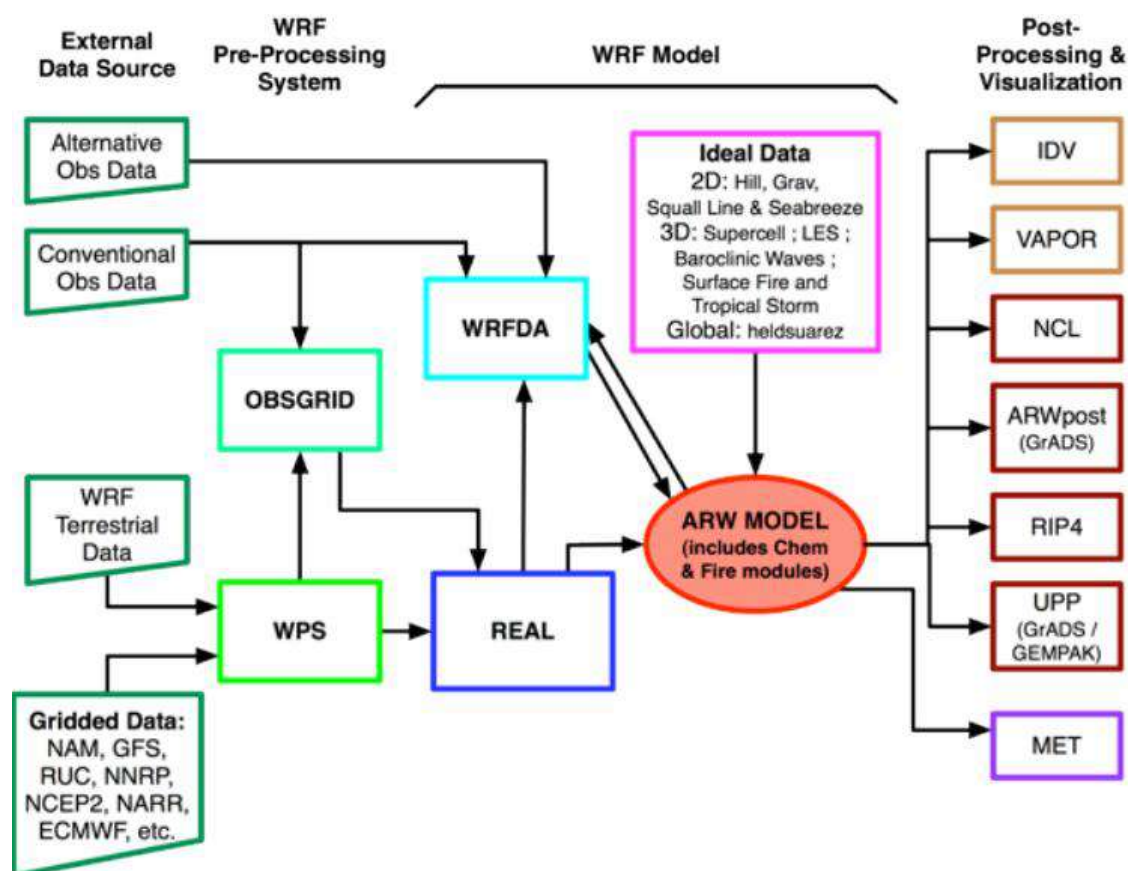 External
Data Source
WRF
Pre-Processing
System
WRF Model
Post-
Processing &
Visualization
Alternative
Obs Data
Conventional
Obs Data
WRF
Terrestrial
Data
Gridded Data:
NAM, GFS,
RUC, NNRP,
NCEP2, NARR,
ECMWF, etc.
OBSGRID
WPS
WRFDA
REAL
Ideal Data
2D: Hill, Grav,
Squall Line & Seabreeze
3D: Supercell ; LES ;
Baroclinic Waves ;
Surface Fire and
Tropical Storm
Global: heldsuarez
ARW MODEL
(includes Chem
& Fire modules)
IDV
VAPOR
NCL
ARWpost
(GrADS)
RIP4
UPP
(GrADS /
GEMPAK)
MET